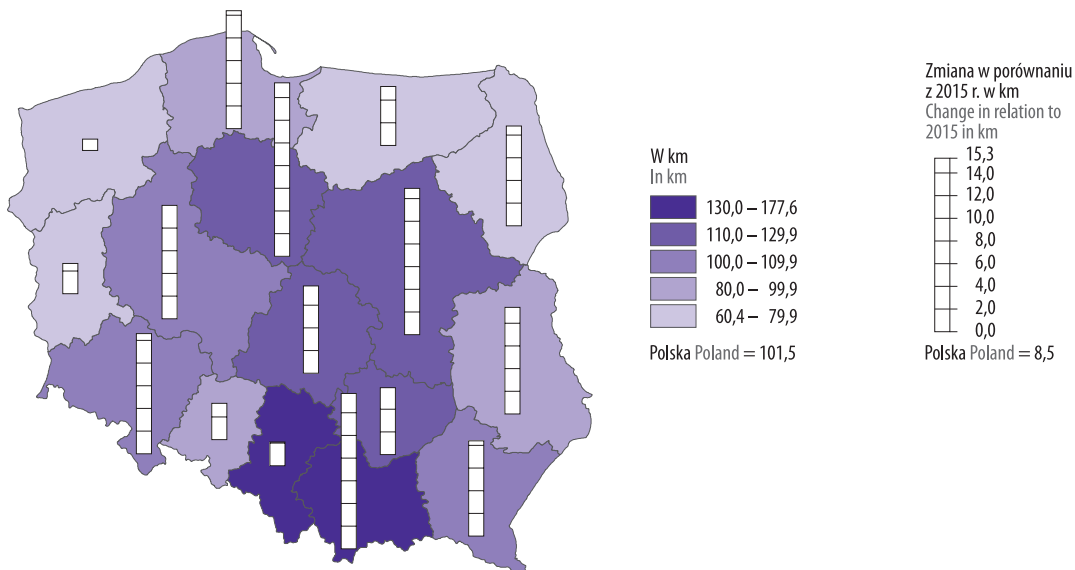 W km
In km
130,0 – 177,6
110,0 – 129,9
100,0 – 109,9
80,0 – 99,9
60,4 – 79,9
Polska Poland = 101,5
Zmiana w porównaniu
z 2015 r. w km
Change in relation to
2015 in km
15,3
14,0
12,0
10,0
8,0
6,0
4,0
2,0
0,0
Polska Poland = 8,5